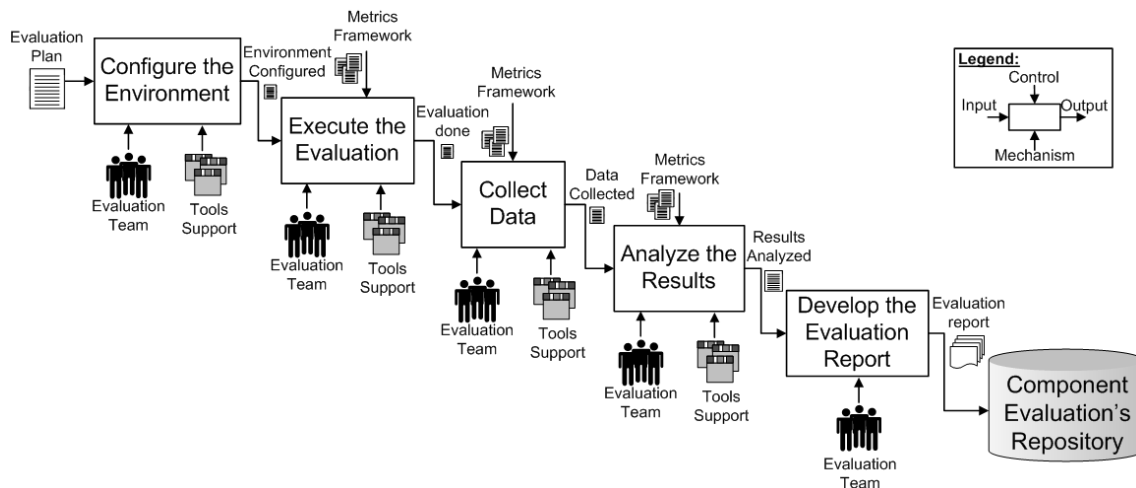 Evaluation
Plan
Configure the
Environment
Evaluation
Team
Tools
Support
Environment
Configured
Metrics
Framework
Execute the
Evaluation
Evaluation
Team
Tools
Support
Evaluation
done
Metrics
Framework
Collect
Data
Evaluation
Team
Tools
Support
Data
Collected
Metrics
Framework
Analyze the
Results
Evaluation
Team
Tools
Support
Results
Analyzed
Develop the
Evaluation
Report
Evaluation
Team
Evaluation
report
Component
Evaluation's
Repository
Legend:
Control
Input
Output
Mechanism